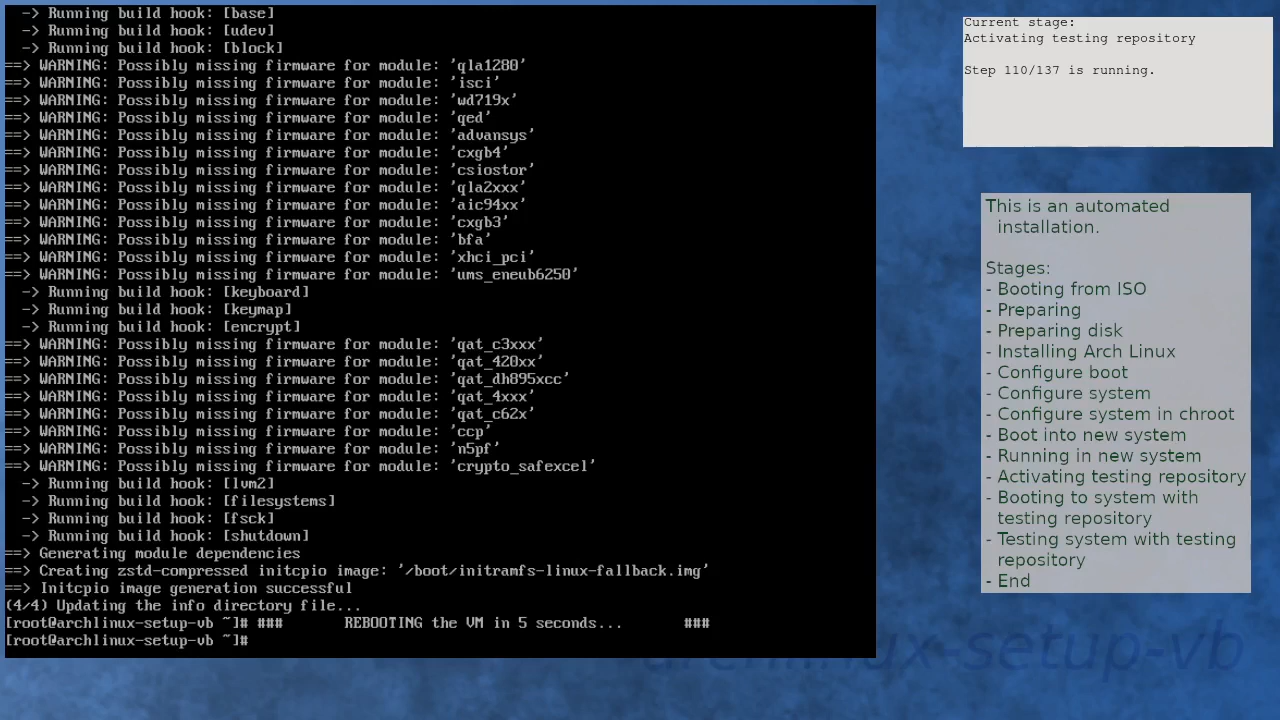 -> Running build hook: [base]
-> Running build hook: [udev]
-> Running build hook: [block]
==> WARNING: Possibly missing firmware for module: 'qla1280'
==> WARNING: Possibly missing firmware for module: 'isci'
==> WARNING: Possibly missing firmware for module: 'wd719x'
==> WARNING: Possibly missing firmware for module: 'qed'
==> WARNING: Possibly missing firmware for module: 'advansys'
==> WARNING: Possibly missing firmware for module: 'cxgb4'
==> WARNING: Possibly missing firmware for module: 'csiostor'
==> WARNING: Possibly missing firmware for module: 'qla2xxx'
==> WARNING: Possibly missing firmware for module: 'aic94xx'
==> WARNING: Possibly missing firmware for module: 'cxgb3'
==> WARNING: Possibly missing firmware for module: 'bfa'
==> WARNING: Possibly missing firmware for module: 'xhci_pci'
==> WARNING: Possibly missing firmware for module: 'ums_eneub6250'
-> Running build hook: [keyboard]
-> Running build hook: [keymap]
-> Running build hook: [encrypt]
==> WARNING: Possibly missing firmware for module: 'qat_c3xxx'
==> WARNING: Possibly missing firmware for module: 'qat_420xx'
==> WARNING: Possibly missing firmware for module: 'qat_dh895xcc'
==> WARNING: Possibly missing firmware for module: 'qat_4xxx'
==> WARNING: Possibly missing firmware for module: 'qat_c62x'
==> WARNING: Possibly missing firmware for module: 'ccp'
==> WARNING: Possibly missing firmware for module: 'n5pf'
==> WARNING: Possibly missing firmware for module: 'crypto_safexcel'
-> Running build hook: [lvm2]
-> Running build hook: [filesystems]
-> Running build hook: [fsck]
-> Running build hook: [shutdown]
==> Generating module dependencies
==> Creating zstd-compressed initcpio image: '/boot/initramfs-linux-fallback.img'
==> Initcpio image generation successful
(4/4) Updating the info directory file...
[root@archlinux-setup-vb ~]# ### REBOOTING the VM in 5 seconds... ###
[root@archlinux-setup-vb ~]#
Current stage:
Activating testing repository
Step 110/137 is running.
This is an automated
installation.
Stages:
- Booting from ISO
- Preparing
- Preparing disk
- Installing Arch Linux
- Configure boot
- Configure system
- Configure system in chroot
- Boot into new system
- Running in new system
- Activating testing repository
- Booting to system with
testing repository
- Testing system with testing
repository
- End
archlinux-setup-vb